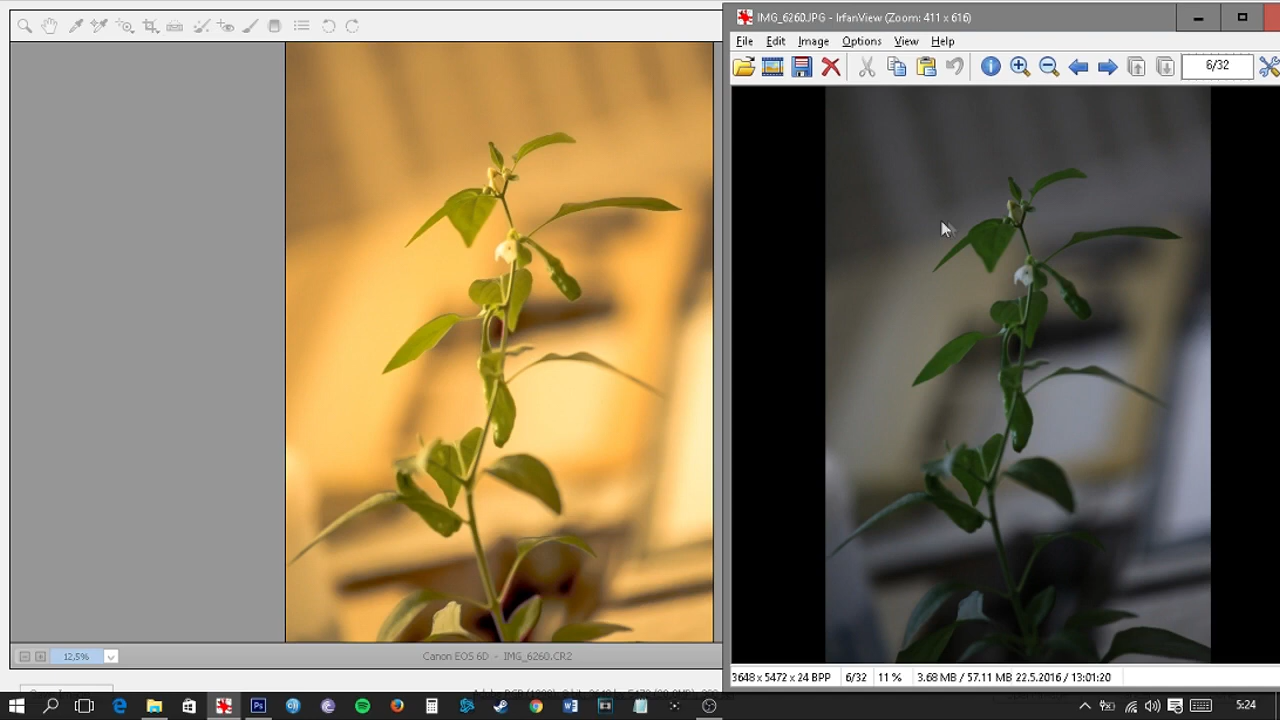 IMG_6260.JPG - IrfanView (Zoom: 411 x 616)
File Edit Image Options View Help
6/32
12,5%
Canon EOS 6D - IMG_6260.CR2
3648 x 5472 x 24 BPP 6/32 11 % 3.68 MB / 57.11 MB 22.5.2016 / 13:01:20
5:24